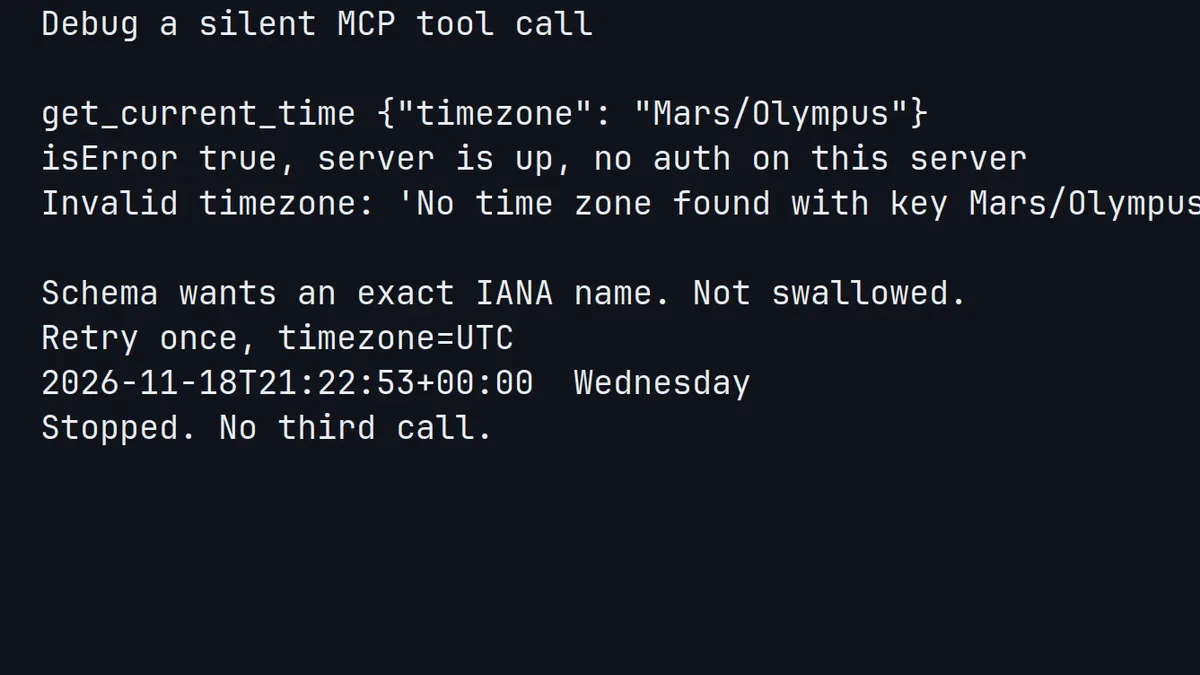 Debug a silent MCP tool call
get_current_time {"timezone": "Mars/Olympus"}
isError true, server is up, no auth on this server
Invalid timezone: 'No time zone found with key Mars/Olympus
Schema wants an exact IANA name. Not swallowed.
Retry once, timezone=UTC
2026-11-18T21:22:53+00:00  Wednesday
Stopped. No third call.